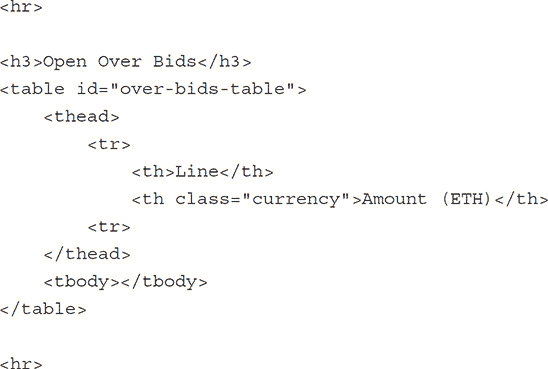 <hr>

<h3>Open Over Bids</h3>
<table id="over-bids-table">
    <thead>
        <tr>
            <th>Line</th>
            <th class="currency">Amount (ETH)</th>
        <tr>
    </thead>
    <tbody></tbody>
</table>

<hr>